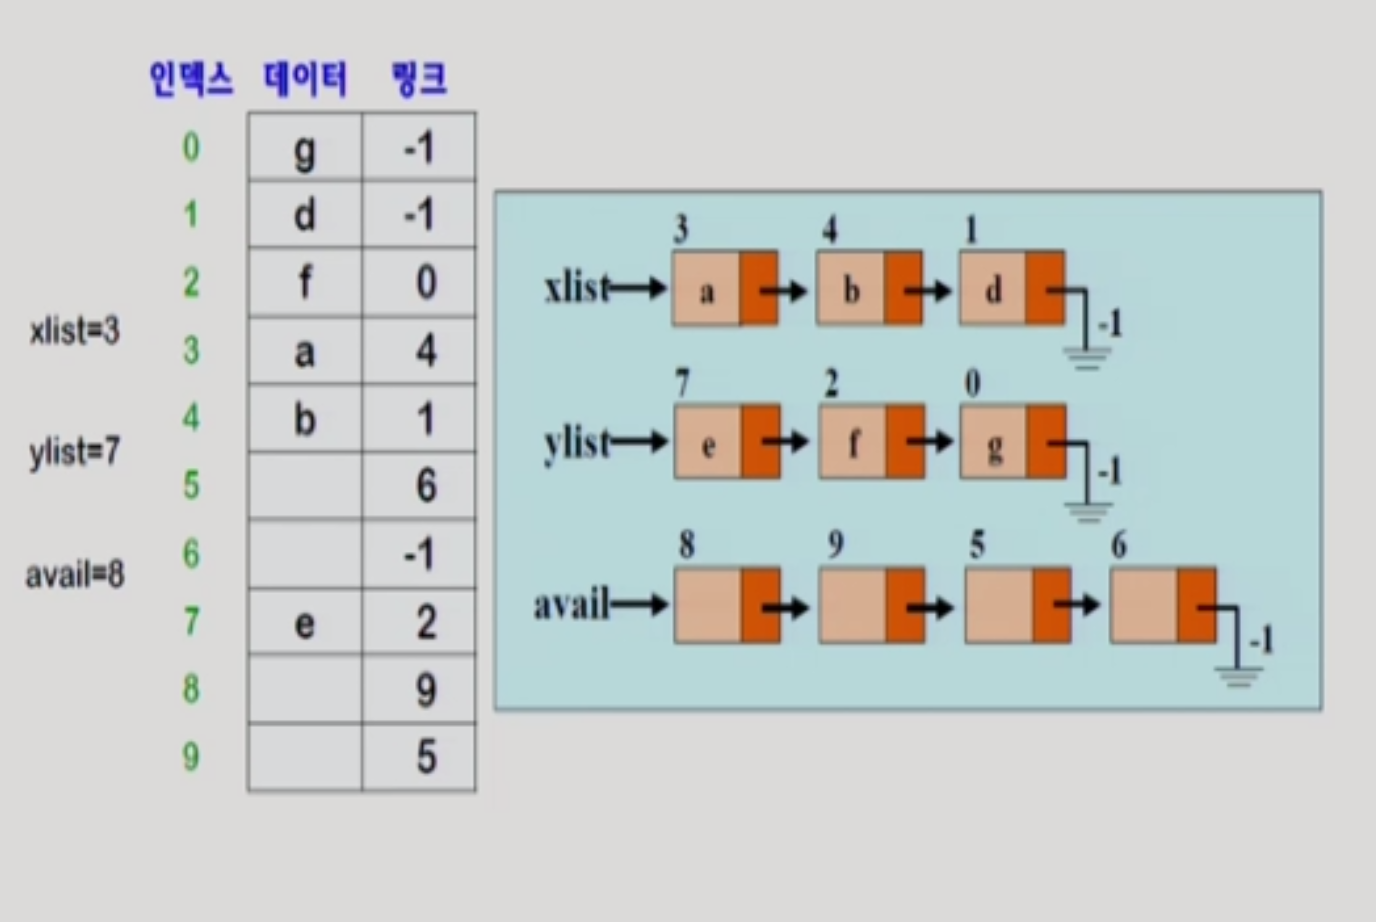 인덱스 데이터 링크
0 g -1
1 d -1
2 f 0
xlist=3
3 a 4
4 b 1
ylist=7
5 6
6 -1
avail=8
7 e 2
8 9
9 5
3 4 1
xlist a b d
-1
7 2 0
ylist e f g
-1
8 9 5 6
avail
-1